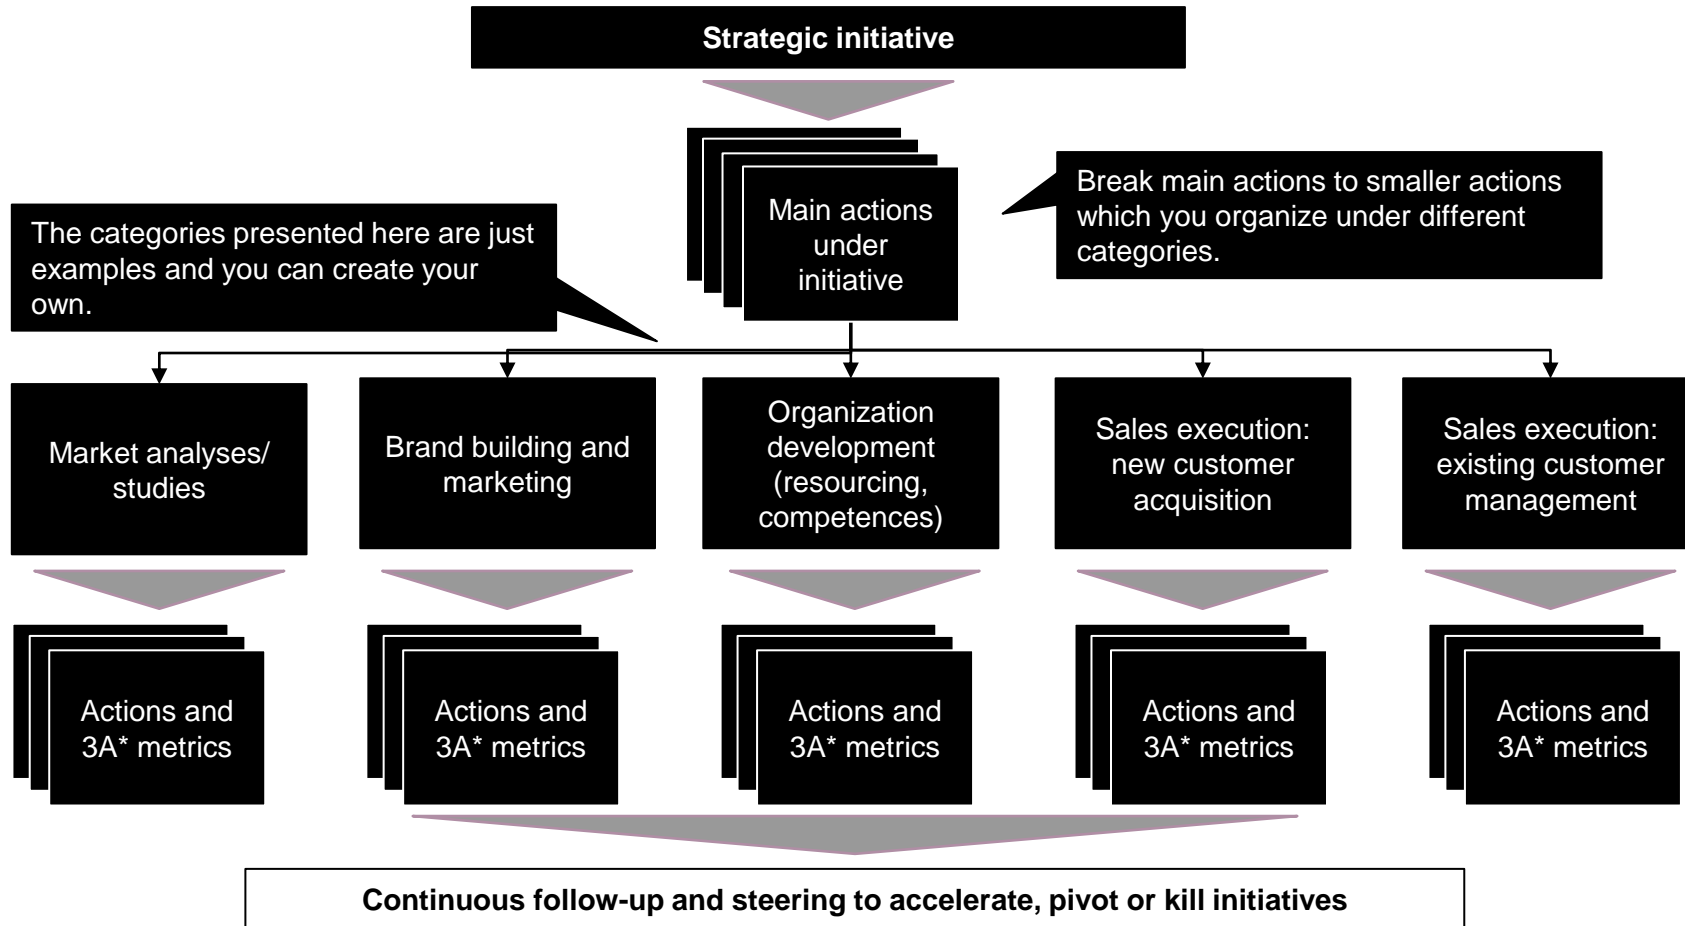 Strategic initiative
Main actions
under
initiative
Break main actions to smaller actions
which you organize under different
categories.
The categories presented here are just
examples and you can create your
own.
Market analyses/
studies
Brand building and
marketing
Organization
development
(resourcing,
competences)
Sales execution:
new customer
acquisition
Sales execution:
existing customer
management
Actions and
3A* metrics
Actions and
3A* metrics
Actions and
3A* metrics
Actions and
3A* metrics
Actions and
3A* metrics
Continuous follow-up and steering to accelerate, pivot or kill initiatives